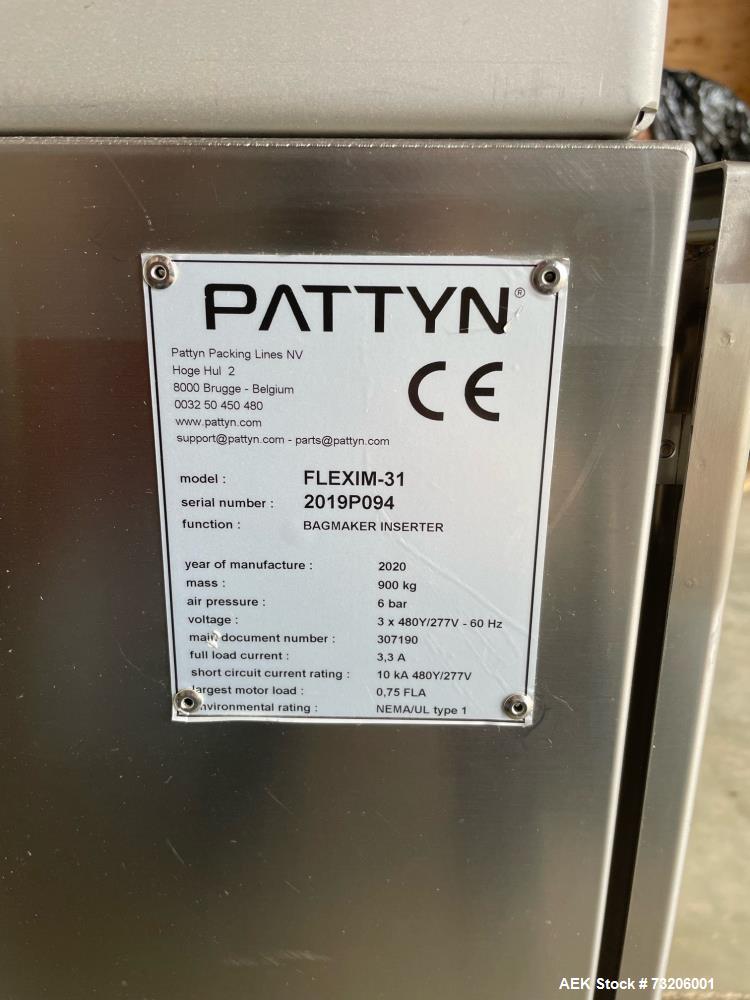 PATTYN®
Pattyn Packing Lines NV
Hoge Hul 2
8000 Brugge - Belgium
0032 50 450 480
www.pattyn.com
support@pattyn.com - parts@pattyn.com
CE
model : FLEXIM-31
serial number : 2019P094
function : BAGMAKER INSERTER
year of manufacture : 2020
mass : 900 kg
air pressure : 6 bar
voltage : 3 x 480Y/277V - 60 Hz
main document number : 307190
full load current : 3,3 A
short circuit current rating : 10 kA 480Y/277V
largest motor load : 0,75 FLA
environmental rating : NEMA/UL type 1
AEK Stock # 73206001